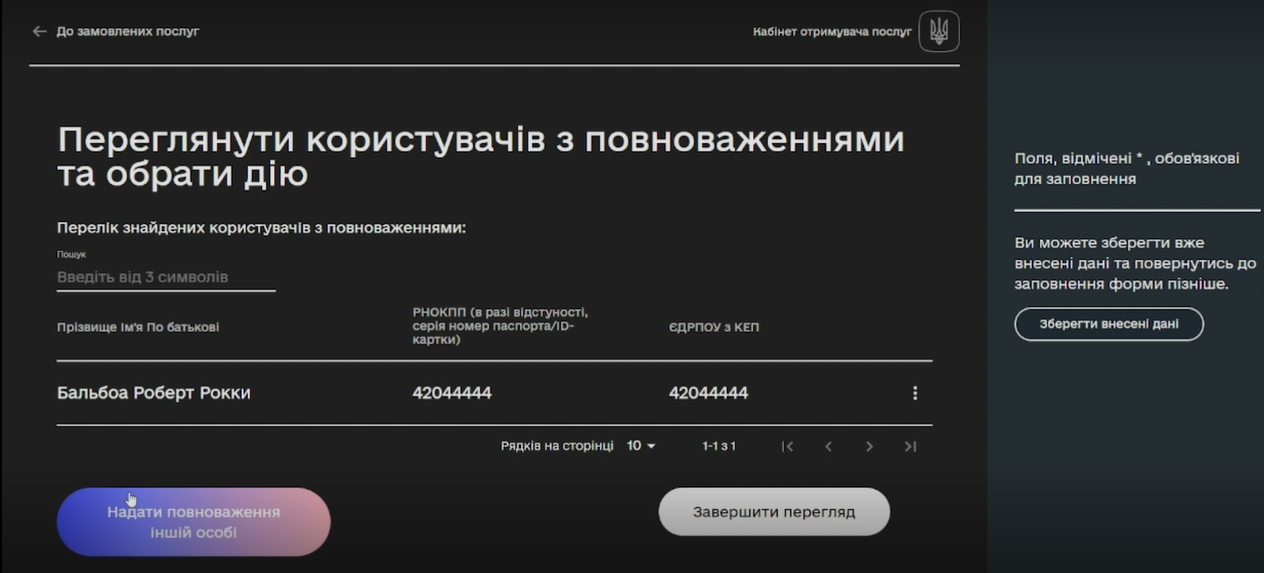 До замовлених послуг
Кабінет отримувача послуг
Переглянути користувачів з повноваженнями
та обрати дію
Перелік знайдених користувачів з повноваженнями:
Пошук
Введіть від 3 символів
Прізвище Ім'я По батькові
РНОКПП (в разі відстуності,
серія номер паспорта/ID-
картки)
ЄДРПОУ з КЕП
Бальбоа Роберт Рокки
42044444
42044444
Рядків на сторінці 10
1-1 з 1
Надати повноваження
іншій особі
Завершити перегляд
Поля, відмічені * , обов'язкові
для заповнення
Ви можете зберегти вже
внесені дані та повернутись до
заповнення форми пізніше.
Зберегти внесені дані